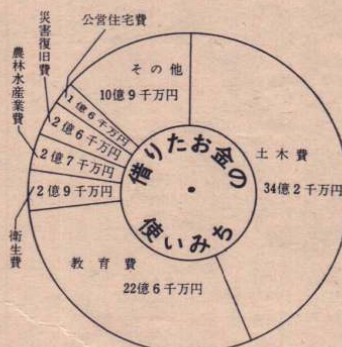 借りたお金の
使いみち
土木費
34億2千万円
教育費
22億6千万円
衛生費
2億9千万円
農林水産業費
2億7千万円
災害復旧費
2億6千万円
公営住宅費
1億6千万円
その他
10億9千万円